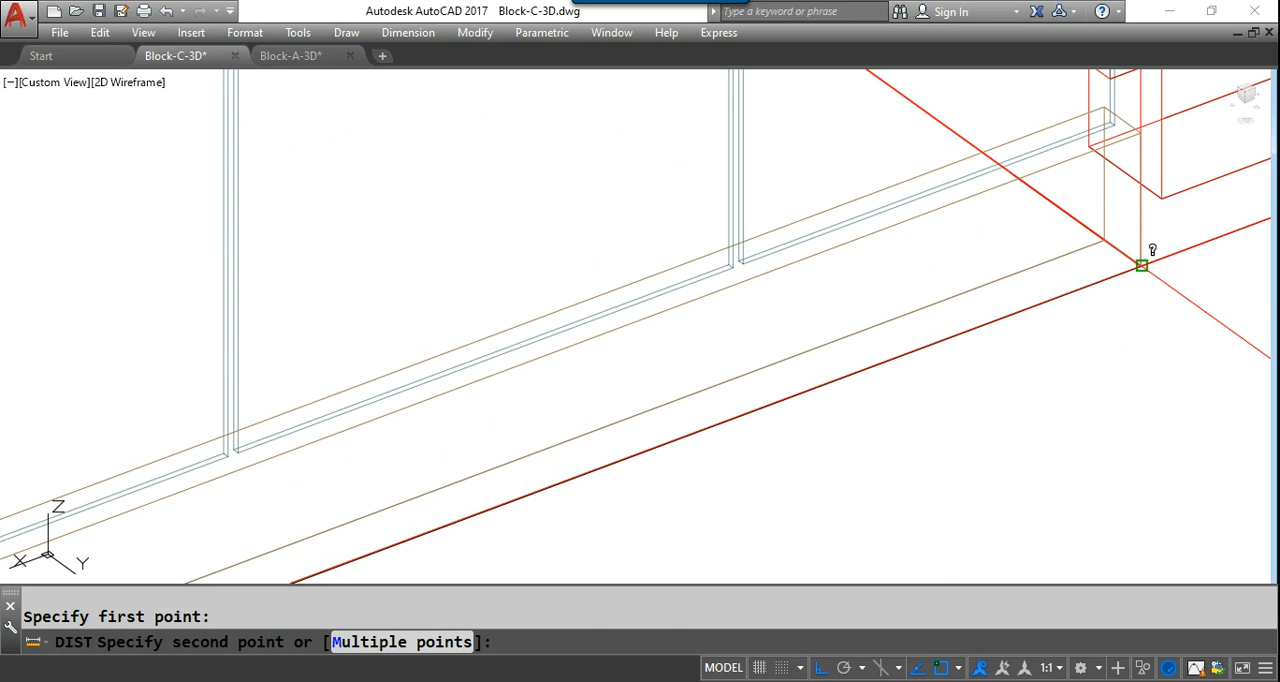 Autodesk AutoCAD 2017 Block-C-3D.dwg
Type a keyword or phrase
Sign In
File Edit View Insert Format Tools Draw Dimension Modify Parametric Window Help Express
Start Block-C-3D* Block-A-3D*
[−][Custom View][2D Wireframe]
Z
X Y
Specify first point:
DIST Specify second point or [Multiple points]:
MODEL 1:1